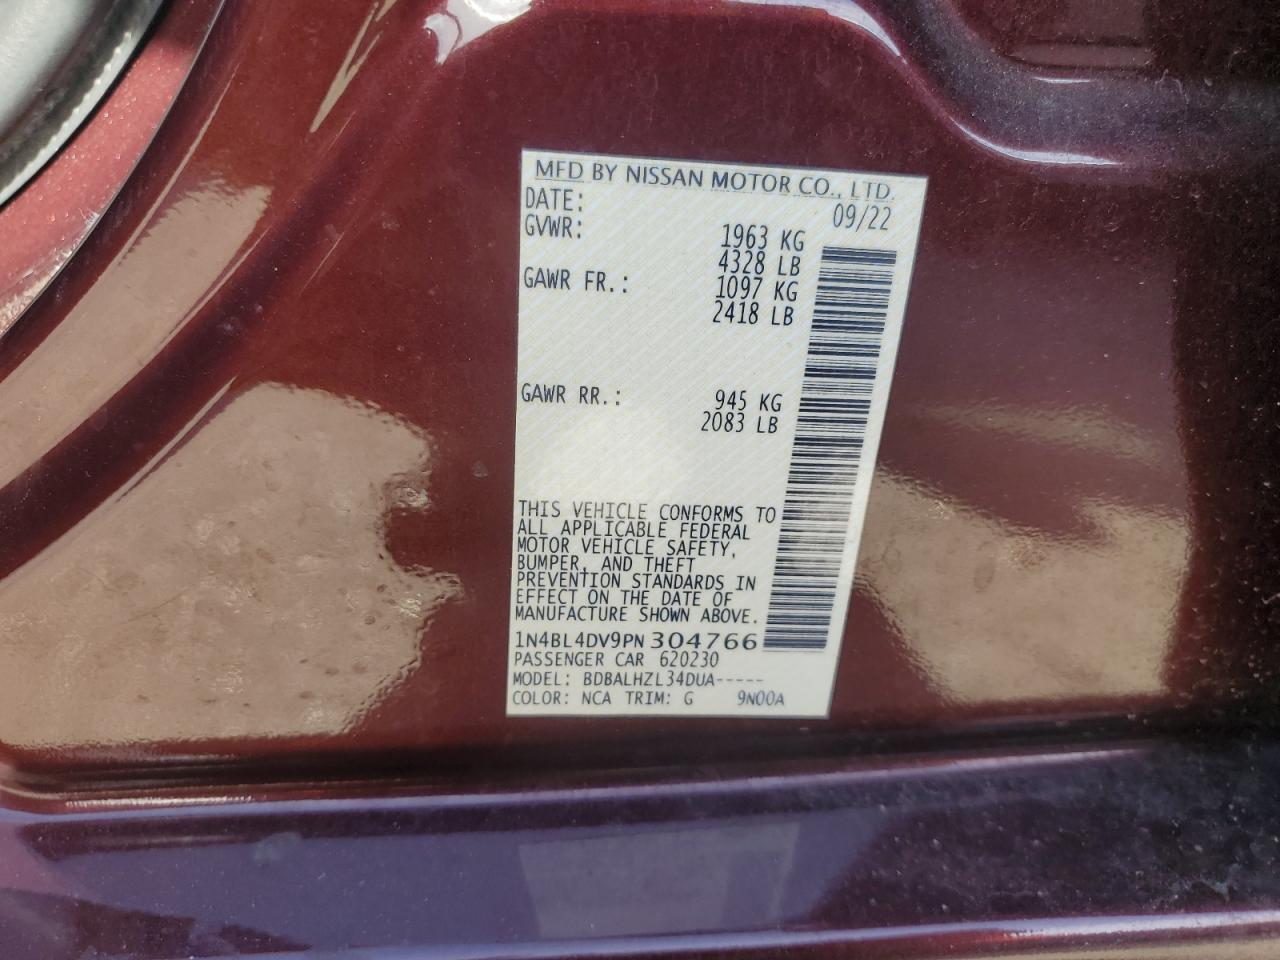 MFD BY NISSAN MOTOR CO., LTD.
DATE: 09/22
GVWR: 1963 KG
4328 LB
GAWR FR.: 1097 KG
2418 LB
GAWR RR.: 945 KG
2083 LB
THIS VEHICLE CONFORMS TO
ALL APPLICABLE FEDERAL
MOTOR VEHICLE SAFETY,
BUMPER, AND THEFT
PREVENTION STANDARDS IN
EFFECT ON THE DATE OF
MANUFACTURE SHOWN ABOVE.
1N4BL4DV9PN304766
PASSENGER CAR 620230
MODEL: BDBALHZL34DUA-----
COLOR: NCA TRIM: G 9N00A